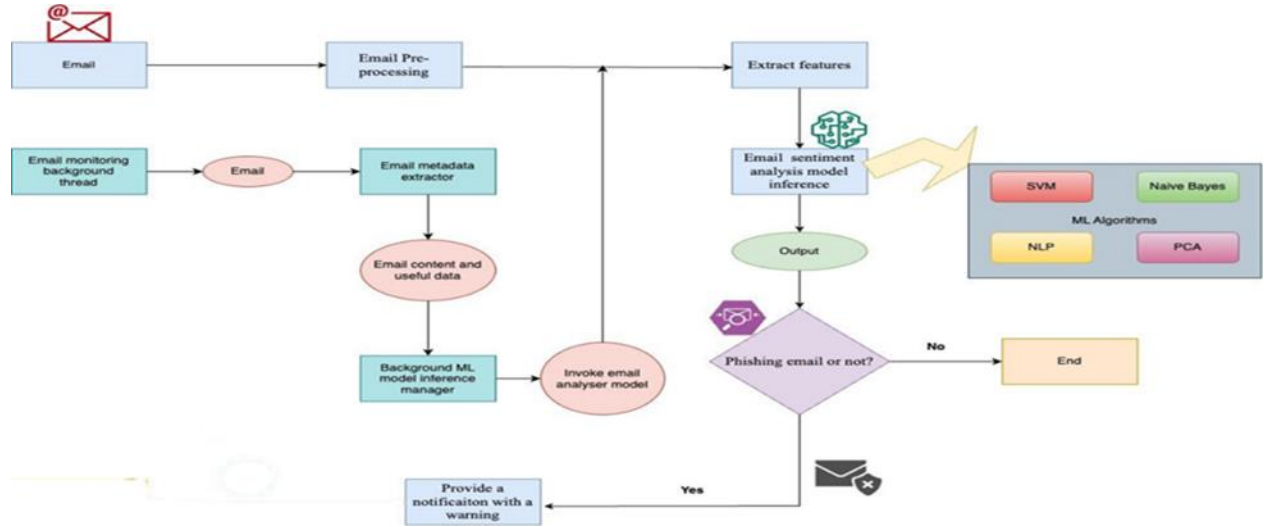 Email
Email Pre-
processing
Extract features
Email monitoring
background
thread
Email
Email metadata
extractor
Email sentiment
analysis model
inference
SVM
Naive Bayes
ML Algorithms
NLP
PCA
Email content and
useful data
Output
Background ML
model inference
manager
Invoke email
analyser model
Phishing email or not?
No
End
Provide a
notificaiton with a
warning
Yes